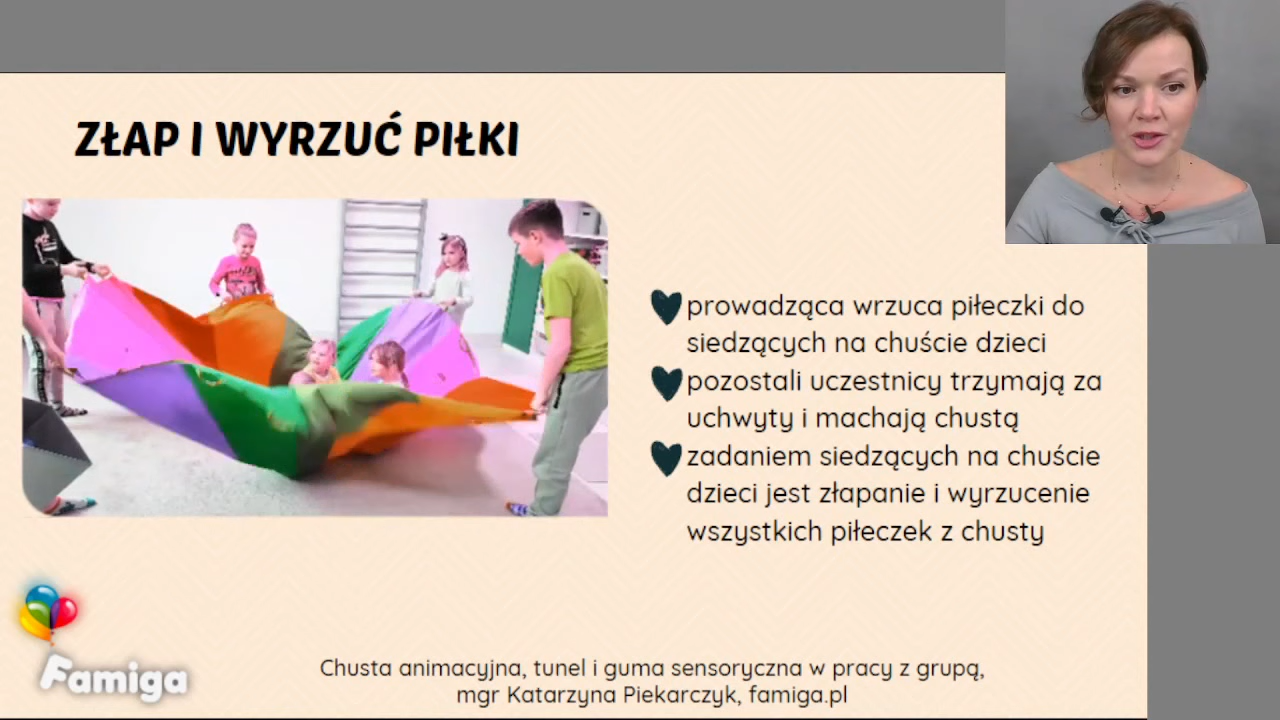 ZŁAP I WYRZUĆ PIŁKI
prowadząca wrzuca piłeczki do
siedzących na chuście dzieci
pozostali uczestnicy trzymają za
uchwyty i machają chustą
zadaniem siedzących na chuście
dzieci jest złapanie i wyrzucenie
wszystkich piłeczek z chusty
Famiga
Chusta animacyjna, tunel i guma sensoryczna w pracy z grupą,
mgr Katarzyna Piekarczyk, famiga.pl